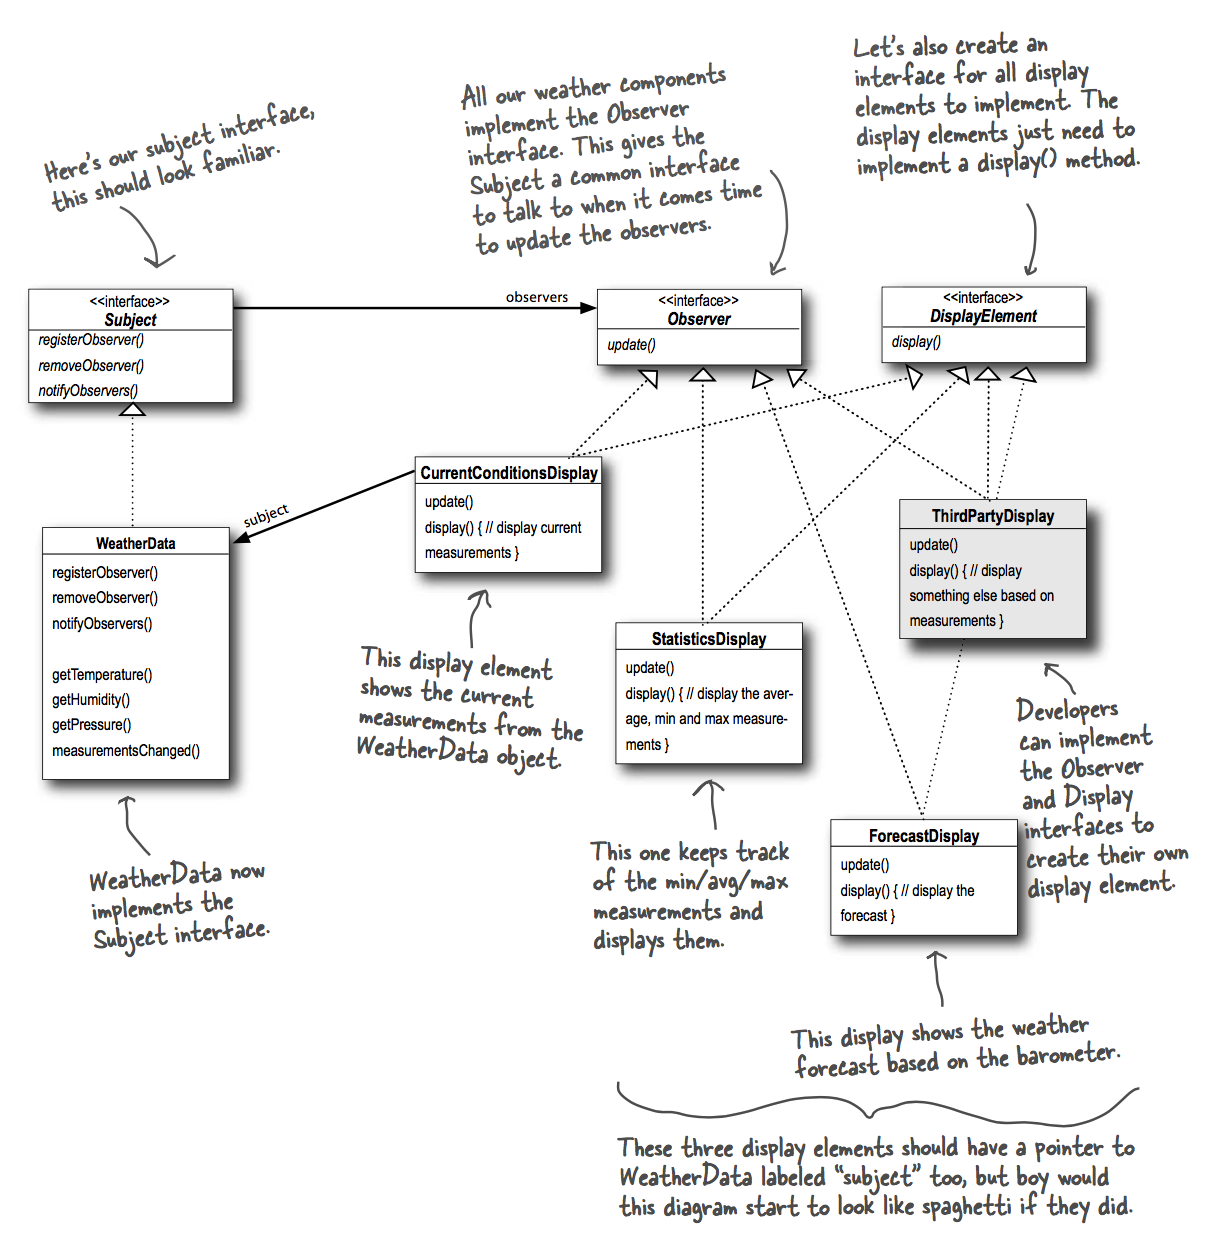 Here's our subject interface,
this should look familiar.
All our weather components
implement the Observer
interface. This gives the
Subject a common interface
to talk to when it comes time
to update the observers.
Let's also create an
interface for all display
elements to implement. The
display elements just need to
implement a display() method.
<<interface>>
Subject
registerObserver()
removeObserver()
notifyObservers()
observers
<<interface>>
Observer
update()
<<interface>>
DisplayElement
display()
subject
WeatherData
registerObserver()
removeObserver()
notifyObservers()
getTemperature()
getHumidity()
getPressure()
measurementsChanged()
CurrentConditionsDisplay
update()
display() { // display current
measurements }
ThirdPartyDisplay
update()
display() { // display
something else based on
measurements }
StatisticsDisplay
update()
display() { // display the aver-
age, min and max measure-
ments }
ForecastDisplay
update()
display() { // display the
forecast }
This display element
shows the current
measurements from the
WeatherData object.
Developers
can implement
the Observer
and Display
interfaces to
create their own
display element.
WeatherData now
implements the
Subject interface.
This one keeps track
of the min/avg/max
measurements and
displays them.
This display shows the weather
forecast based on the barometer.
These three display elements should have a pointer to
WeatherData labeled "subject" too, but boy would
this diagram start to look like spaghetti if they did.